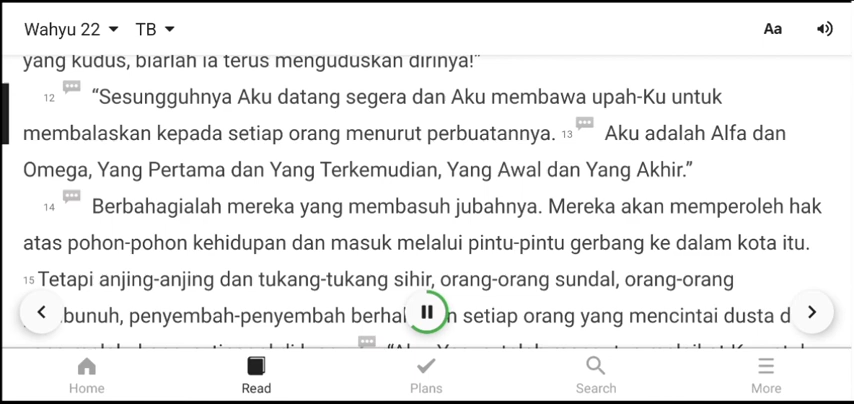 Wahyu 22 TB Aa
yang kudus, biarlah ia terus menguduskan dirinya!"
12 "Sesungguhnya Aku datang segera dan Aku membawa upah-Ku untuk
membalaskan kepada setiap orang menurut perbuatannya. 13 Aku adalah Alfa dan
Omega, Yang Pertama dan Yang Terkemudian, Yang Awal dan Yang Akhir."
14 Berbahagialah mereka yang membasuh jubahnya. Mereka akan memperoleh hak
atas pohon-pohon kehidupan dan masuk melalui pintu-pintu gerbang ke dalam kota itu.
15 Tetapi anjing-anjing dan tukang-tukang sihir, orang-orang sundal, orang-orang
bunuh, penyembah-penyembah setiap orang yang mencintai dusta
Home Read Plans Search More